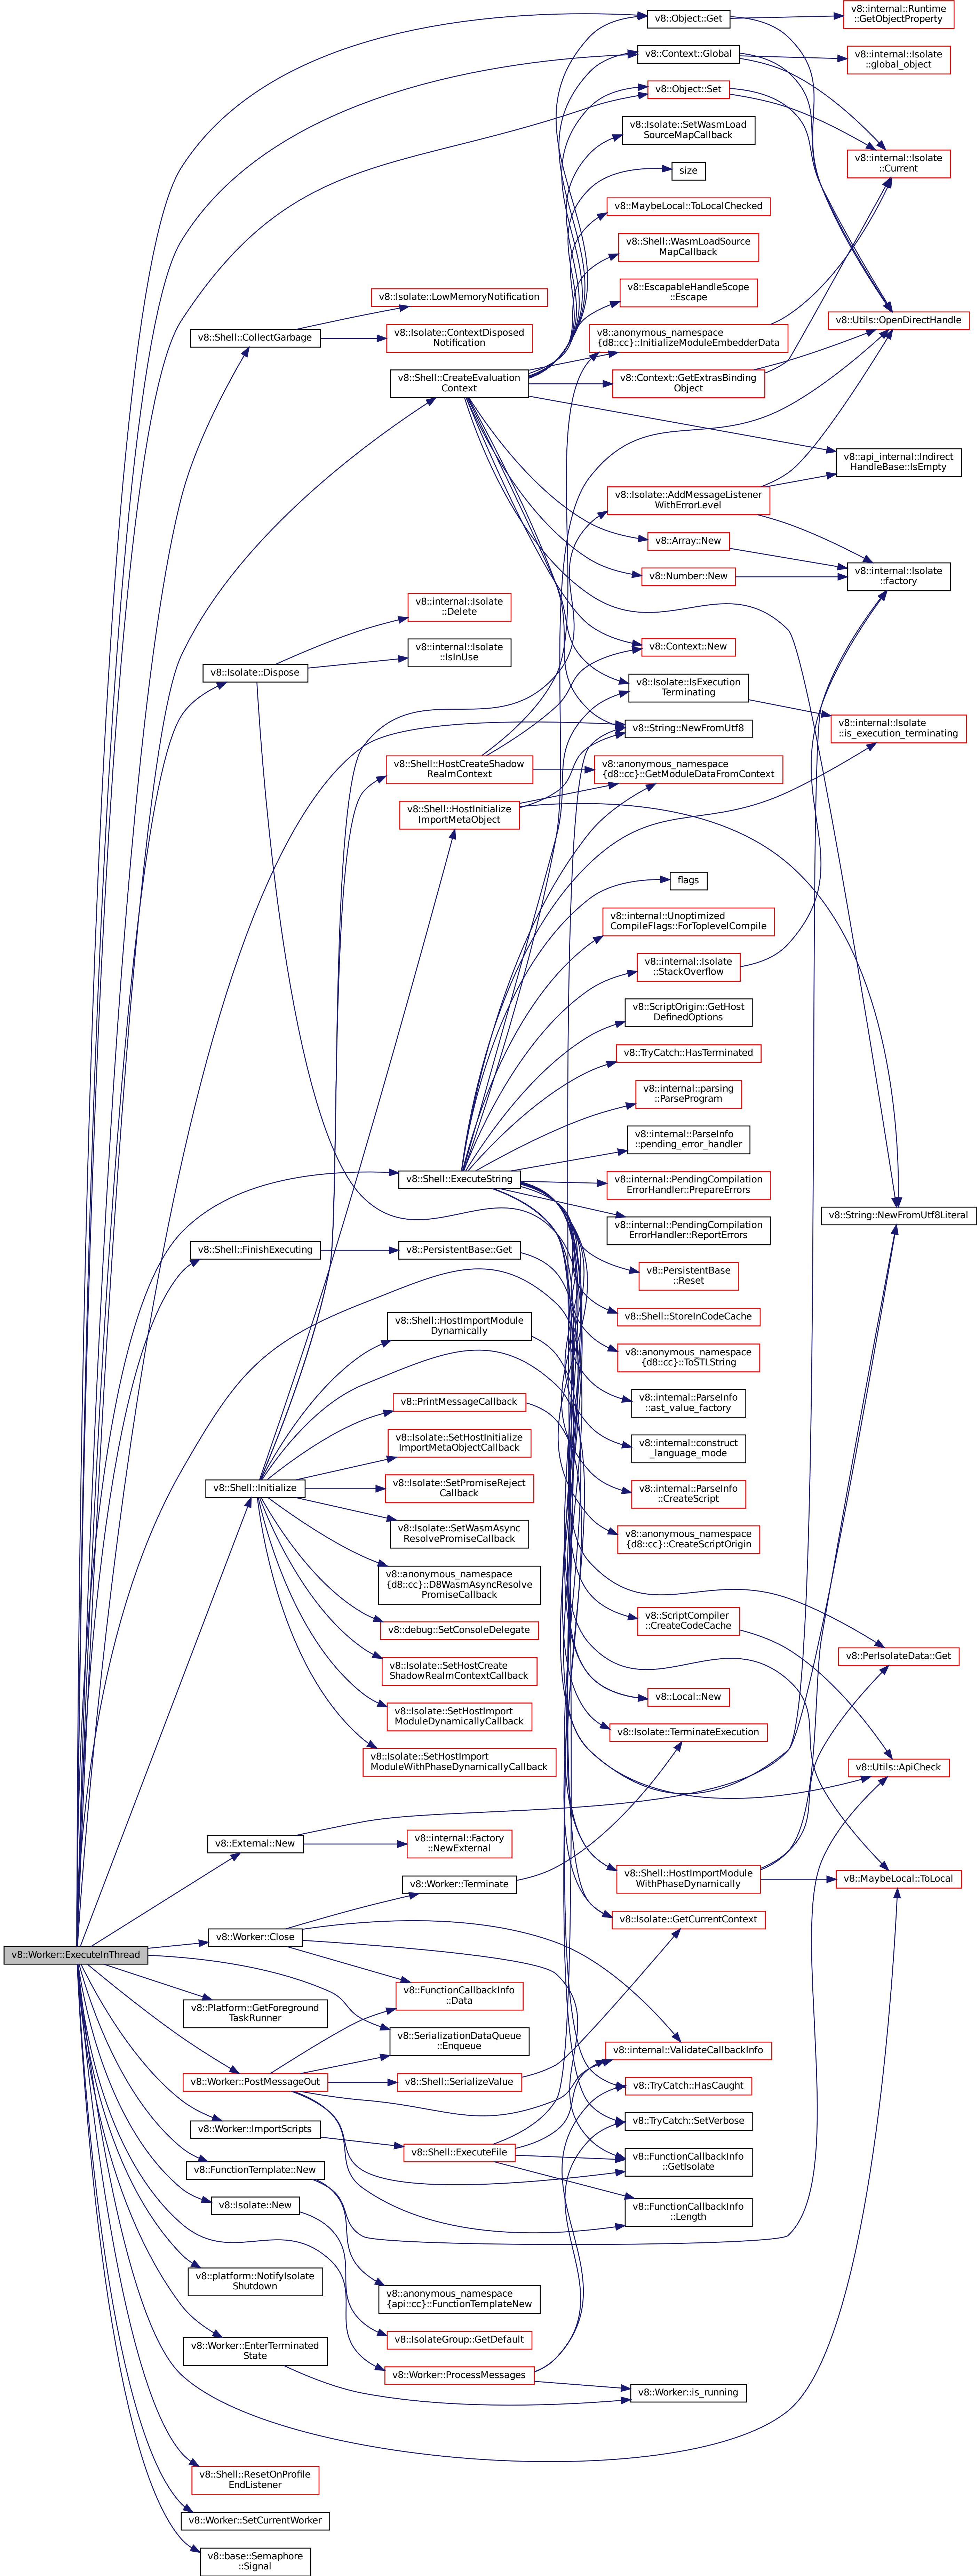 v8::Object::Get
v8::internal::Runtime
::GetObjectProperty
v8::Context::Global
v8::internal::Isolate
::global_object
v8::Object::Set
v8::Isolate::SetWasmLoad
SourceMapCallback
v8::internal::Isolate
::Current
size
v8::MaybeLocal::ToLocalChecked
v8::Shell::WasmLoadSource
MapCallback
v8::EscapableHandleScope
::Escape
v8::Isolate::LowMemoryNotification
v8::Utils::OpenDirectHandle
v8::Shell::CollectGarbage
v8::Isolate::ContextDisposed
Notification
v8::anonymous_namespace
{d8::cc}::InitializeModuleEmbedderData
v8::Shell::CreateEvaluation
Context
v8::Context::GetExtrasBinding
Object
v8::api_internal::Indirect
HandleBase::IsEmpty
v8::Isolate::AddMessageListener
WithErrorLevel
v8::Array::New
v8::internal::Isolate
::factory
v8::Number::New
v8::internal::Isolate
::Delete
v8::internal::Isolate
::IsInUse
v8::Context::New
v8::Isolate::Dispose
v8::Isolate::IsExecution
Terminating
v8::String::NewFromUtf8
v8::internal::Isolate
::is_execution_terminating
v8::Shell::HostCreateShadow
RealmContext
v8::anonymous_namespace
{d8::cc}::GetModuleDataFromContext
v8::Shell::HostInitialize
ImportMetaObject
flags
v8::internal::Unoptimized
CompileFlags::ForToplevelCompile
v8::internal::Isolate
::StackOverflow
v8::ScriptOrigin::GetHost
DefinedOptions
v8::TryCatch::HasTerminated
v8::internal::parsing
::ParseProgram
v8::internal::ParseInfo
::pending_error_handler
v8::Shell::ExecuteString
v8::internal::PendingCompilation
ErrorHandler::PrepareErrors
v8::internal::PendingCompilation
ErrorHandler::ReportErrors
v8::String::NewFromUtf8Literal
v8::Shell::FinishExecuting
v8::PersistentBase::Get
v8::PersistentBase
::Reset
v8::Shell::StoreInCodeCache
v8::Shell::HostImportModule
Dynamically
v8::anonymous_namespace
{d8::cc}::ToSTLString
v8::PrintMessageCallback
v8::internal::ParseInfo
::ast_value_factory
v8::Isolate::SetHostInitialize
ImportMetaObjectCallback
v8::internal::construct
_language_mode
v8::Shell::Initialize
v8::Isolate::SetPromiseReject
Callback
v8::internal::ParseInfo
::CreateScript
v8::Isolate::SetWasmAsync
ResolvePromiseCallback
v8::anonymous_namespace
{d8::cc}::CreateScriptOrigin
v8::anonymous_namespace
{d8::cc}::D8WasmAsyncResolve
PromiseCallback
v8::debug::SetConsoleDelegate
v8::ScriptCompiler
::CreateCodeCache
v8::PerIsolateData::Get
v8::Isolate::SetHostCreate
ShadowRealmContextCallback
v8::Local::New
v8::Isolate::SetHostImport
ModuleDynamicallyCallback
v8::Isolate::TerminateExecution
v8::Isolate::SetHostImport
ModuleWithPhaseDynamicallyCallback
v8::Utils::ApiCheck
v8::External::New
v8::internal::Factory
::NewExternal
v8::Shell::HostImportModule
WithPhaseDynamically
v8::MaybeLocal::ToLocal
v8::Worker::Terminate
v8::Isolate::GetCurrentContext
v8::Worker::Close
v8::Worker::ExecuteInThread
v8::FunctionCallbackInfo
::Data
v8::Platform::GetForeground
TaskRunner
v8::SerializationDataQueue
::Enqueue
v8::internal::ValidateCallbackInfo
v8::Worker::PostMessageOut
v8::Shell::SerializeValue
v8::TryCatch::HasCaught
v8::Worker::ImportScripts
v8::TryCatch::SetVerbose
v8::Shell::ExecuteFile
v8::FunctionCallbackInfo
::GetIsolate
v8::FunctionTemplate::New
v8::Isolate::New
v8::FunctionCallbackInfo
::Length
v8::platform::NotifyIsolate
Shutdown
v8::anonymous_namespace
{api::cc}::FunctionTemplateNew
v8::Worker::EnterTerminated
State
v8::IsolateGroup::GetDefault
v8::Worker::ProcessMessages
v8::Worker::is_running
v8::Shell::ResetOnProfile
EndListener
v8::Worker::SetCurrentWorker
v8::base::Semaphore
::Signal